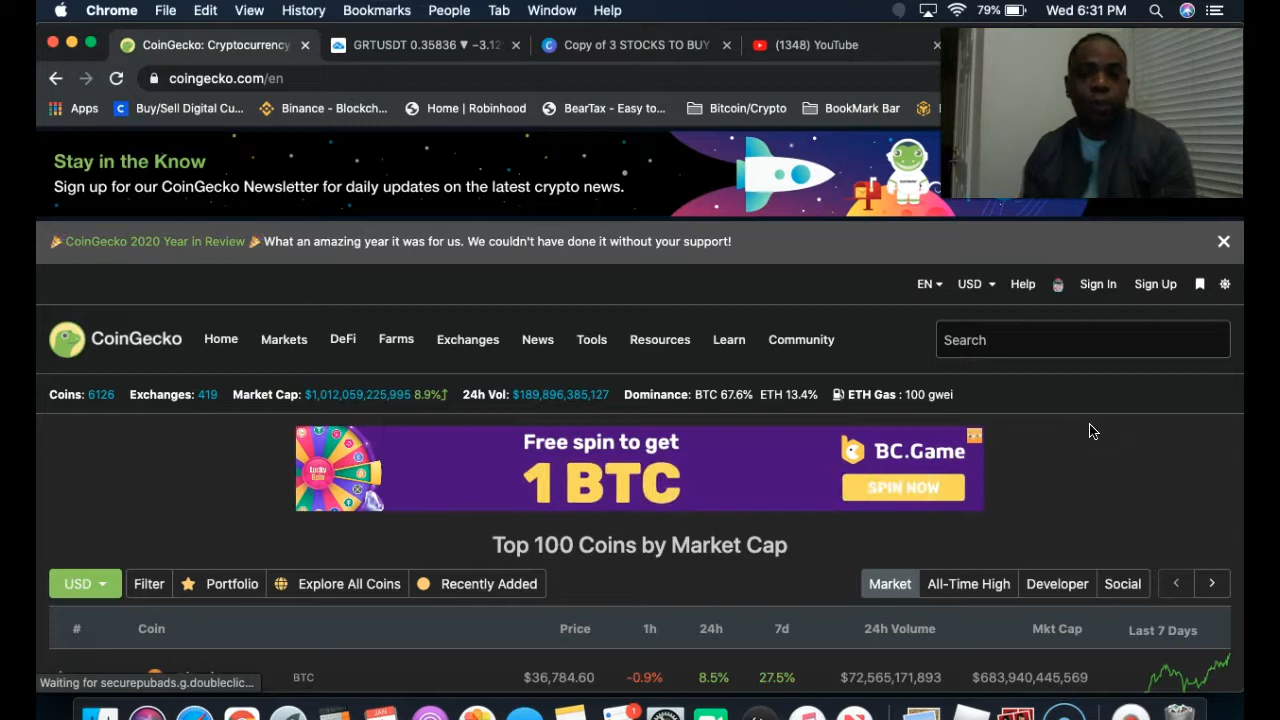 Chrome File Edit View History Bookmarks People Tab Window Help 79% Wed 6:31 PM
CoinGecko: Cryptocurrency GRTUSDT 0.35836 ▼ -3.12 Copy of 3 STOCKS TO BUY (1348) YouTube
coingecko.com/en
Apps Buy/Sell Digital Cu... Binance - Blockch... Home | Robinhood BearTax - Easy to... Bitcoin/Crypto BookMark Bar
Stay in the Know
Sign up for our CoinGecko Newsletter for daily updates on the latest crypto news.
CoinGecko 2020 Year in Review What an amazing year it was for us. We couldn't have done it without your support!
EN USD Help Sign In Sign Up
CoinGecko Home Markets DeFi Farms Exchanges News Tools Resources Learn Community Search
Coins: 6126 Exchanges: 419 Market Cap: $1,012,059,225,995 8.9% 24h Vol: $189,896,385,127 Dominance: BTC 67.6% ETH 13.4% ETH Gas : 100 gwei
Free spin to get
1 BTC
BC.Game
SPIN NOW
Lucky Spin
Top 100 Coins by Market Cap
USD Filter Portfolio Explore All Coins Recently Added Market All-Time High Developer Social
# Coin Price 1h 24h 7d 24h Volume Mkt Cap Last 7 Days
BTC $36,784.60 -0.9% 8.5% 27.5% $72,565,171,893 $683,940,445,569
Waiting for securepubads.g.doubleclic...
JAN 1